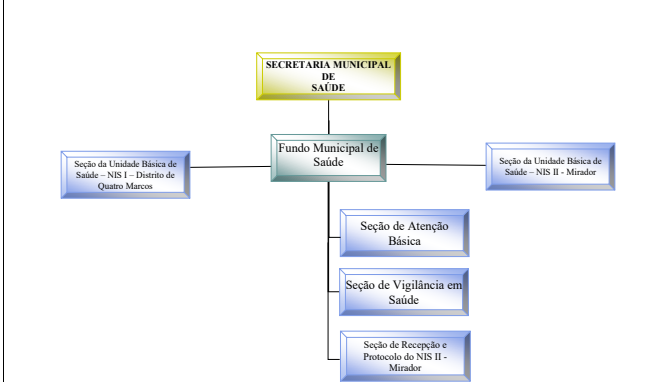 SECRETARIA MUNICIPAL
DE
SAÚDE
Fundo Municipal de
Saúde
Seção da Unidade Básica de
Saúde – NIS I – Distrito de
Quatro Marcos
Seção da Unidade Básica de
Saúde – NIS II - Mirador
Seção de Atenção
Básica
Seção de Vigilância em
Saúde
Seção de Recepção e
Protocolo do NIS II -
Mirador